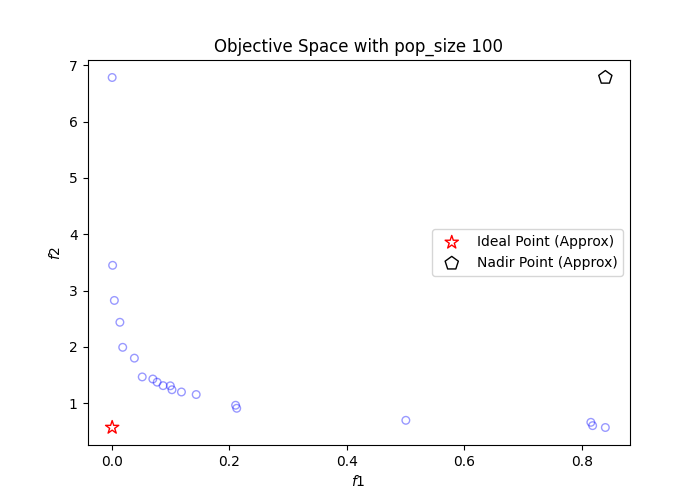 Objective Space with pop_size 100
7
6
5
4
3
2
1
f2
Ideal Point (Approx)
Nadir Point (Approx)
0.0 0.2 0.4 0.6 0.8
f1